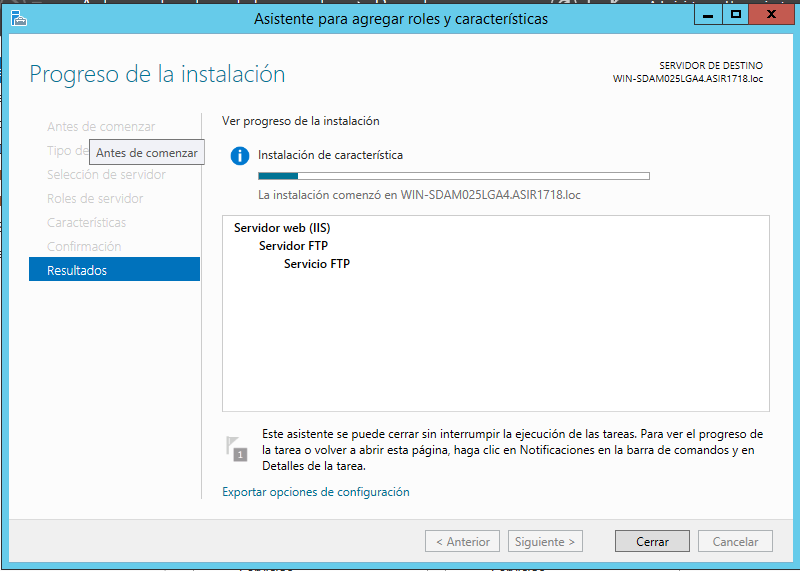 Asistente para agregar roles y características
Progreso de la instalación
SERVIDOR DE DESTINO
WIN-SDAM025LGA4.ASIR1718.loc
Antes de comenzar
Tipo de
Antes de comenzar
Selección de servidor
Roles de servidor
Características
Confirmación
Resultados
Ver progreso de la instalación
Instalación de característica
La instalación comenzó en WIN-SDAM025LGA4.ASIR1718.loc
Servidor web (IIS)
Servidor FTP
Servicio FTP
1
Este asistente se puede cerrar sin interrumpir la ejecución de las tareas. Para ver el progreso de
la tarea o volver a abrir esta página, haga clic en Notificaciones en la barra de comandos y en
Detalles de la tarea.
Exportar opciones de configuración
< Anterior
Siguiente >
Cerrar
Cancelar